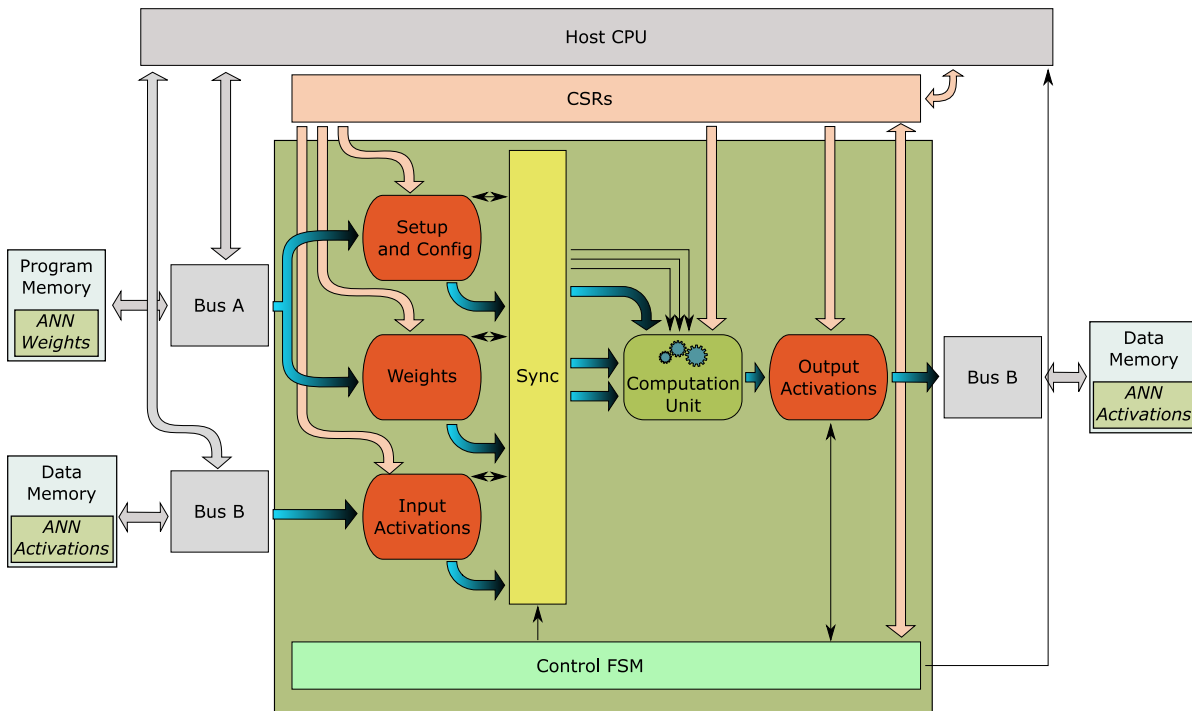 Host CPU
CSRs
Setup
and Config
Program
Memory
ANN
Weights
Bus A
Weights
Sync
Computation
Unit
Output
Activations
Bus B
Data
Memory
ANN
Activations
Data
Memory
ANN
Activations
Bus B
Input
Activations
Control FSM